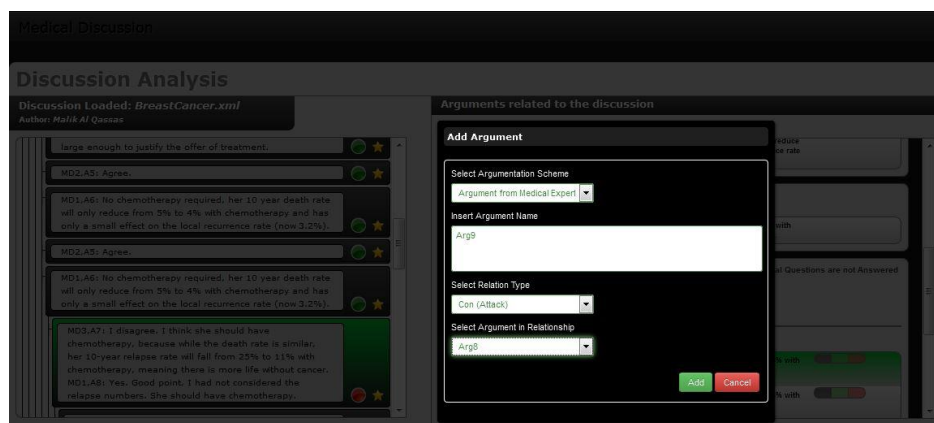 Medical Discussion
Discussion Analysis
Discussion Loaded: BreastCancer.xml
Author: Malik Al Qassas
large enough to justify the offer of treatment.
MD2.A5: Agree.
MD1.A6: No chemotherapy required. her 10 year death rate
will only reduce from 5% to 4% with chemotherapy and has
only a small effect on the local recurrence rate (now 3.2%).
MD2.A5: Agree.
MD1.A6: No chemotherapy required. her 10 year death rate
will only reduce from 5% to 4% with chemotherapy and has
only a small effect on the local recurrence rate (now 3.2%).
MD3.A7: I disagree. I think she should have
chemotherapy, because while the death rate is similar,
her 10-year relapse rate will fall from 25% to 11% with
chemotherapy, meaning there is more life without cancer.
MD1.A8: Yes. Good point. I had not considered the
relapse numbers. She should have chemotherapy.
Arguments related to the discussion
Add Argument
Select Argumentation Scheme
Argument from Medical Expert
Insert Argument Name
Arg9
Select Relation Type
Con (Attack)
Select Argument in Relationship
Arg8
Add Cancel
reduce
ce rate
with
al Questions are not Answered
% with
% with